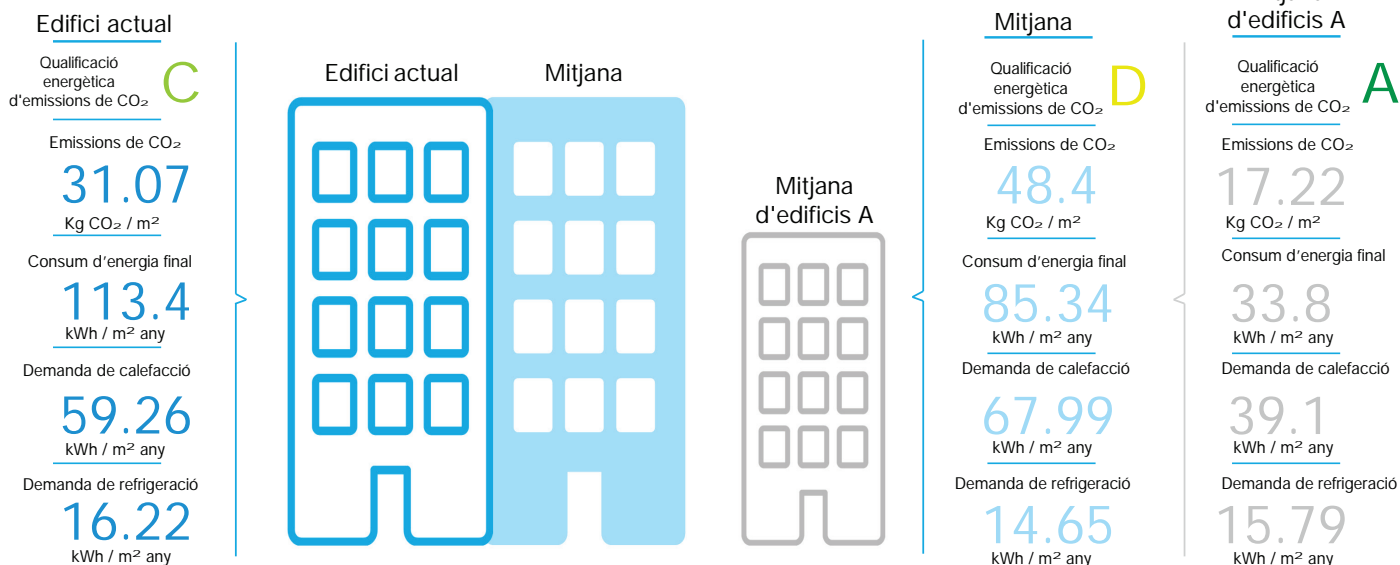 Edifici actual
Qualificació
energètica
d'emissions de CO₂
C
Emissions de CO₂
31.07
Kg CO₂ / m²
Consum d’energia final
113.4
kWh / m² any
Demanda de calefacció
59.26
kWh / m² any
Demanda de refrigeració
16.22
kWh / m² any
Edifici actual
Mitjana
Mitjana
d'edificis A
Mitjana
Qualificació
energètica
d'emissions de CO₂
D
Emissions de CO₂
48.4
Kg CO₂ / m²
Consum d’energia final
85.34
kWh / m² any
Demanda de calefacció
67.99
kWh / m² any
Demanda de refrigeració
14.65
kWh / m² any
d'edificis A
Qualificació
energètica
d'emissions de CO₂
A
Emissions de CO₂
17.22
Kg CO₂ / m²
Consum d’energia final
33.8
kWh / m² any
Demanda de calefacció
39.1
kWh / m² any
Demanda de refrigeració
15.79
kWh / m² any